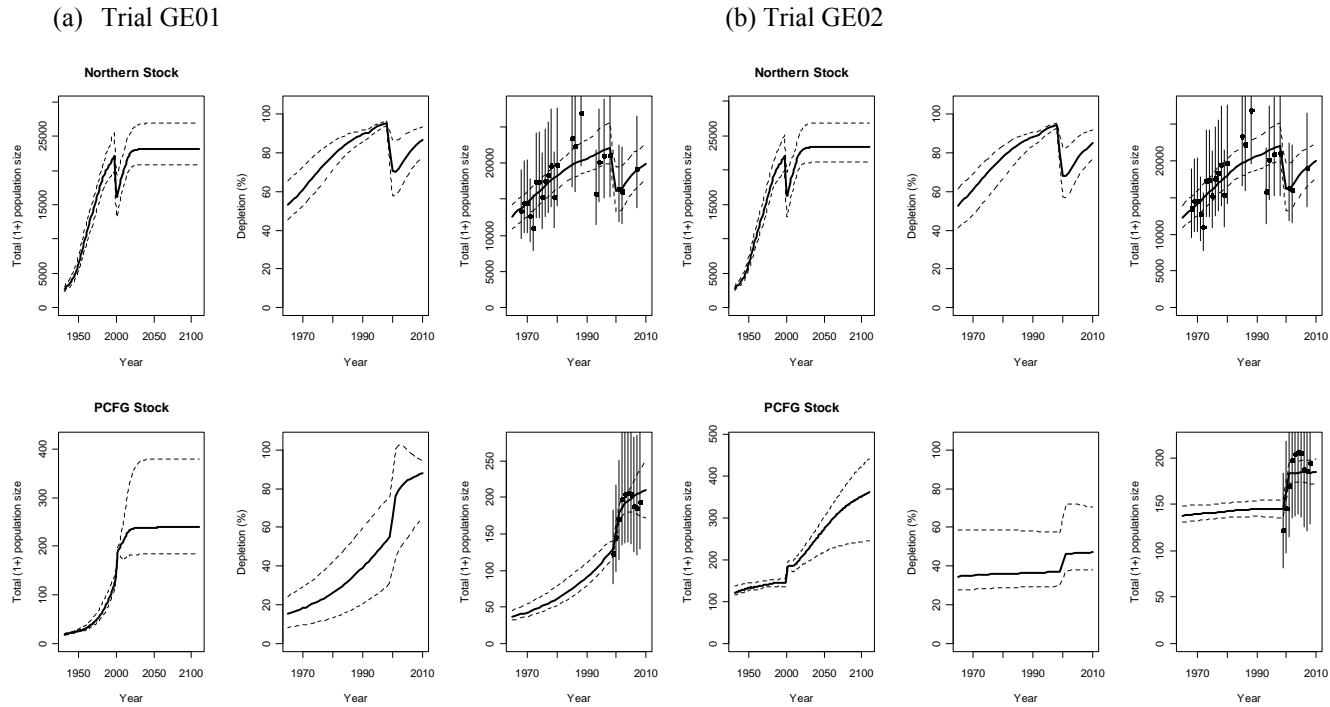 (a) Trial GE01
Northern Stock
Total (1+) population size
0
5000
15000
25000
1950 2000 2050 2100
Year
Depletion (%)
0 20 40 60 80 100
1970 1990 2010
Year
Total (1+) population size
0
5000
10000
15000
20000
1970 1990 2010
Year
PCFG Stock
Total (1+) population size
0 100 200 300 400
1950 2000 2050 2100
Year
Depletion (%)
0 20 40 60 80 100
1970 1990 2010
Year
Total (1+) population size
0 50 100 150 200 250
1970 1990 2010
Year
(b) Trial GE02
Northern Stock
Total (1+) population size
0
5000
15000
25000
1950 2000 2050 2100
Year
Depletion (%)
0 20 40 60 80 100
1970 1990 2010
Year
Total (1+) population size
0
5000
10000
15000
20000
1970 1990 2010
Year
PCFG Stock
Total (1+) population size
0 100 200 300 400 500
1950 2000 2050 2100
Year
Depletion (%)
0 20 40 60 80 100
1970 1990 2010
Year
Total (1+) population size
0 50 100 150 200
1970 1990 2010
Year